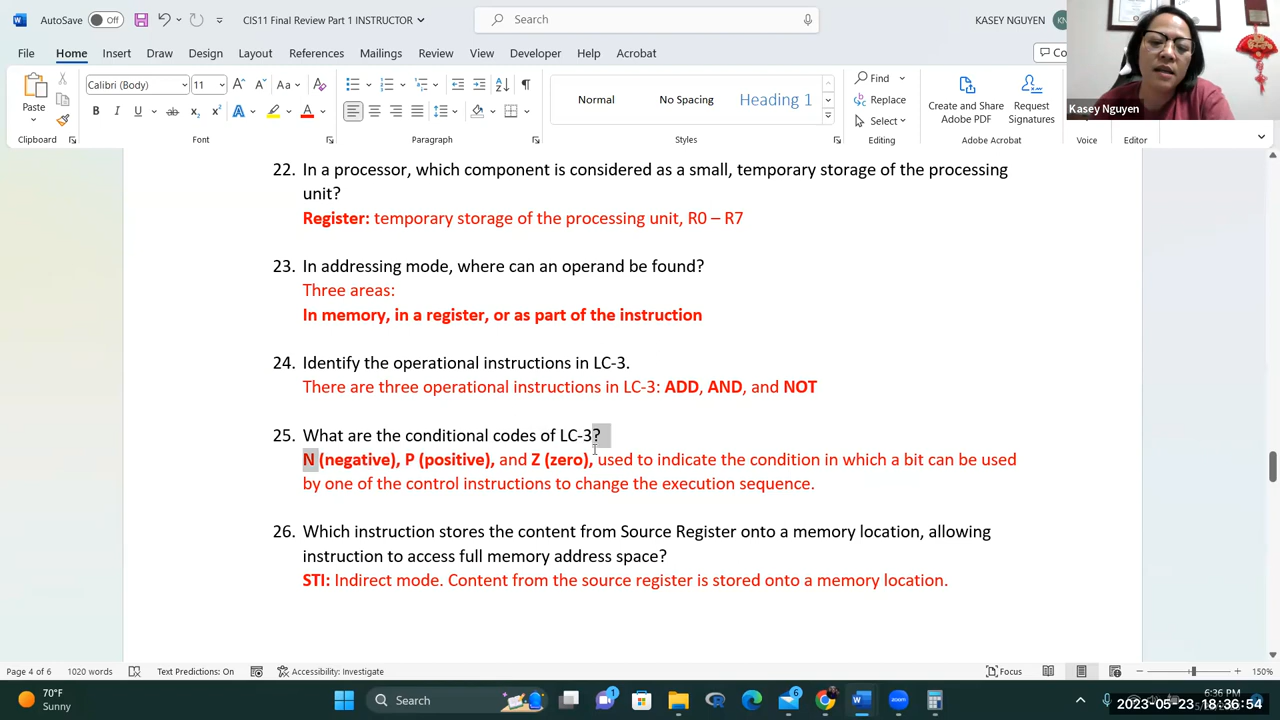 AutoSave Off
CIS11 Final Review Part 1 INSTRUCTOR
Search
KASEY NGUYEN
KN
File Home Insert Draw Design Layout References Mailings Review View Developer Help Acrobat
Co
Kasey Nguyen
Paste
Calibri (Body) 11
Aa
B I U
Normal
No Spacing
Heading 1
Find
Replace
Select
Create and Share
Adobe PDF
Request
Signatures
Clipboard
Font
Paragraph
Styles
Editing
Adobe Acrobat
Voice
Editor
22. In a processor, which component is considered as a small, temporary storage of the processing
unit?
Register: temporary storage of the processing unit, R0 – R7
23. In addressing mode, where can an operand be found?
Three areas:
In memory, in a register, or as part of the instruction
24. Identify the operational instructions in LC-3.
There are three operational instructions in LC-3: ADD, AND, and NOT
25. What are the conditional codes of LC-3?
N (negative), P (positive), and Z (zero), used to indicate the condition in which a bit can be used
by one of the control instructions to change the execution sequence.
26. Which instruction stores the content from Source Register onto a memory location, allowing
instruction to access full memory address space?
STI: Indirect mode. Content from the source register is stored onto a memory location.
Page 4 of 6 1020 words Text Predictions: On Accessibility: Investigate
Focus
150%
70°F
Sunny
Search
1
6
zoom
6:36 PM
2023-05-23 18:36:54